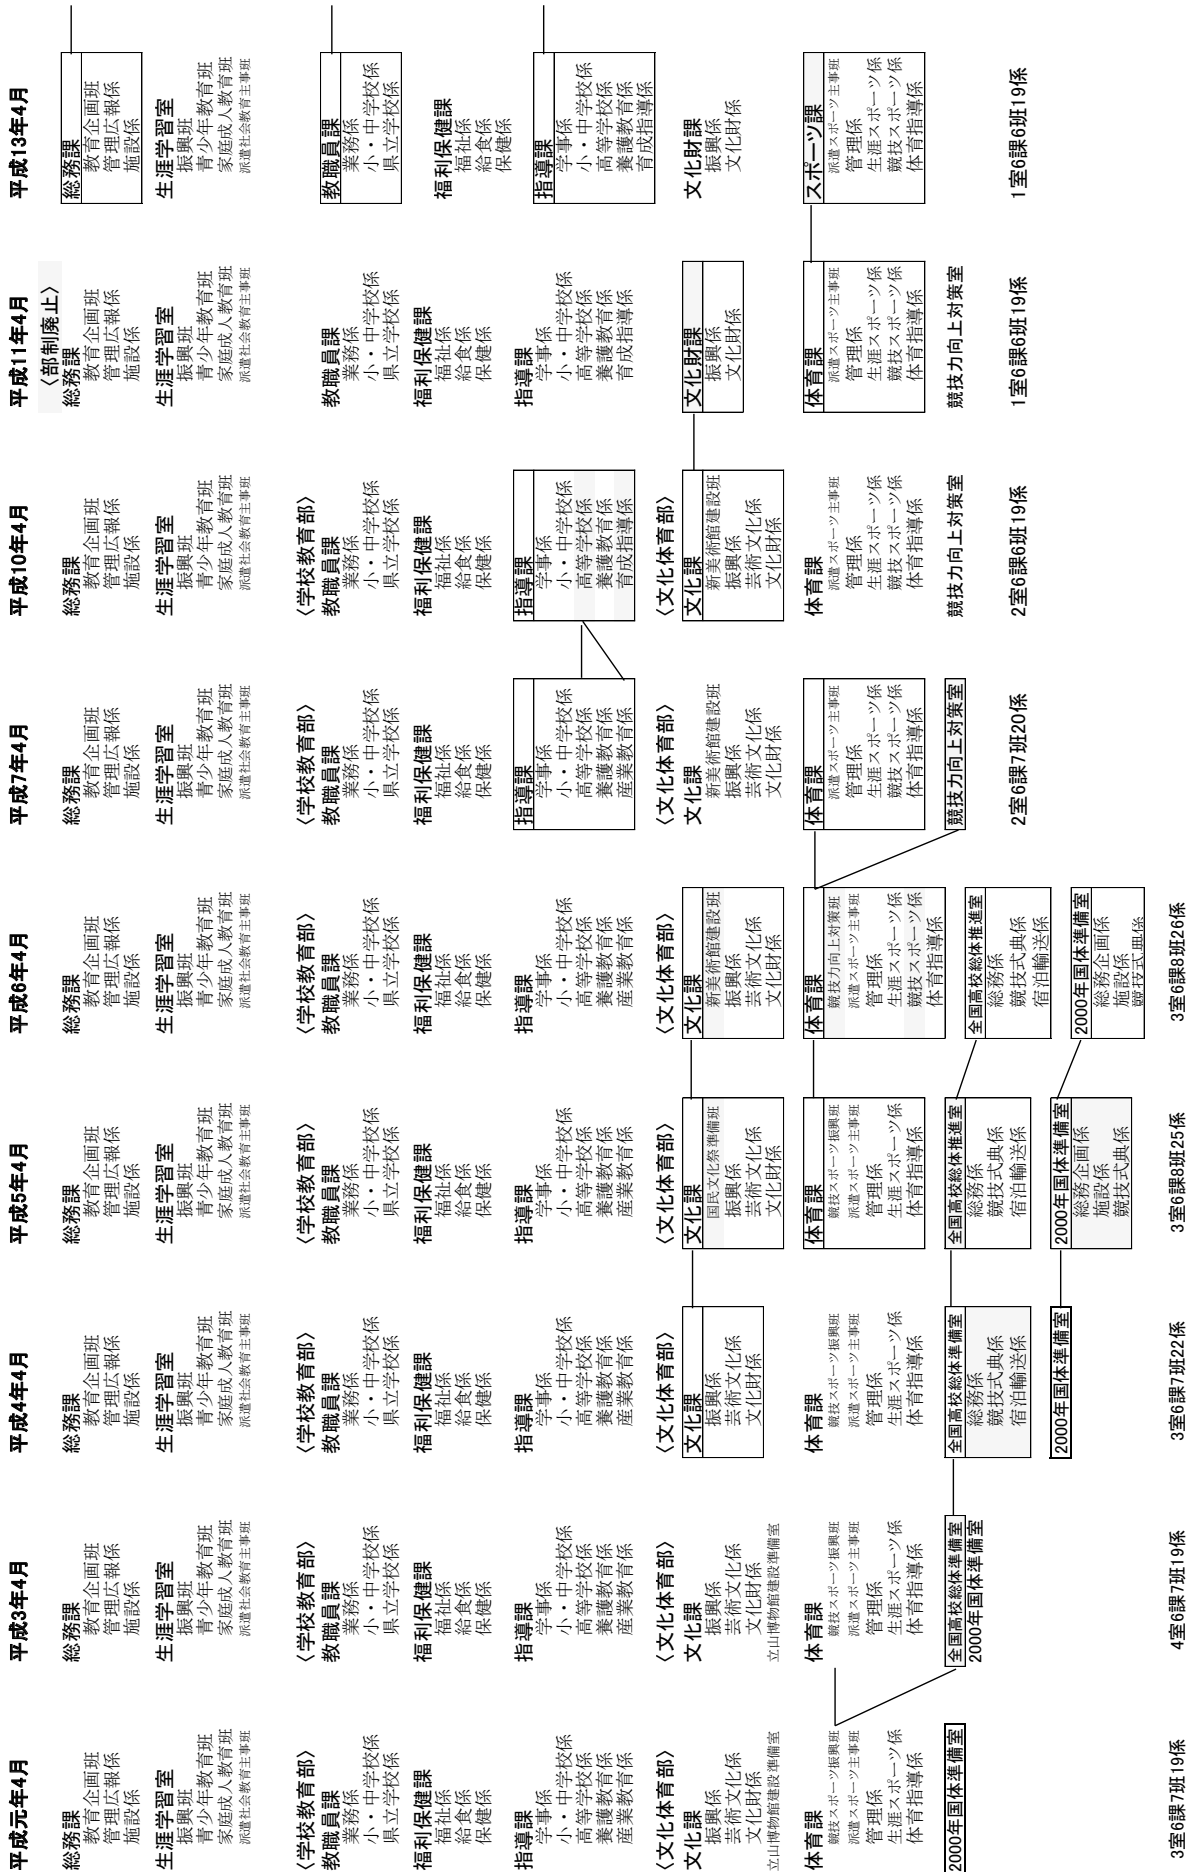 平成元年4月
総務課
教育企画班
管理広報係
施設係
生涯学習室
振興班
青少年教育班
家庭成人教育班
派遣社会教育主事班
〈学校教育部〉
教職員課
業務係
小・中学校係
県立学校係
福利保健課
福祉係
給食係
保健係
指導課
学事係
小・中学校係
高等学校係
養護教育係
産業教育係
〈文化体育部〉
文化課
振興係
芸術文化係
文化財係
立山博物館建設準備室
体育課
競技スポーツ振興班
派遣スポーツ主事班
管理係
生涯スポーツ係
体育指導係
2000年国体準備室
3室6課7班19係
平成3年4月
総務課
教育企画班
管理広報係
施設係
生涯学習室
振興班
青少年教育班
家庭成人教育班
派遣社会教育主事班
〈学校教育部〉
教職員課
業務係
小・中学校係
県立学校係
福利保健課
福祉係
給食係
保健係
指導課
学事係
小・中学校係
高等学校係
養護教育係
産業教育係
〈文化体育部〉
文化課
振興係
芸術文化係
文化財係
立山博物館建設準備室
体育課
競技スポーツ振興班
派遣スポーツ主事班
管理係
生涯スポーツ係
体育指導係
全国高校総体準備室
2000年国体準備室
4室6課7班19係
平成4年4月
総務課
教育企画班
管理広報係
施設係
生涯学習室
振興班
青少年教育班
家庭成人教育班
派遣社会教育主事班
〈学校教育部〉
教職員課
業務係
小・中学校係
県立学校係
福利保健課
福祉係
給食係
保健係
指導課
学事係
小・中学校係
高等学校係
養護教育係
産業教育係
〈文化体育部〉
文化課
振興係
芸術文化係
文化財係
体育課
競技スポーツ振興班
派遣スポーツ主事班
管理係
生涯スポーツ係
体育指導係
全国高校総体準備室
総務係
競技式典係
宿泊輸送係
2000年国体準備室
3室6課7班22係
平成5年4月
総務課
教育企画班
管理広報係
施設係
生涯学習室
振興班
青少年教育班
家庭成人教育班
派遣社会教育主事班
〈学校教育部〉
教職員課
業務係
小・中学校係
県立学校係
福利保健課
福祉係
給食係
保健係
指導課
学事係
小・中学校係
高等学校係
養護教育係
産業教育係
〈文化体育部〉
文化課
国民文化祭準備班
振興係
芸術文化係
文化財係
体育課
競技スポーツ振興班
派遣スポーツ主事班
管理係
生涯スポーツ係
体育指導係
全国高校総体推進室
総務係
競技式典係
宿泊輸送係
2000年国体準備室
総務企画係
施設係
競技式典係
3室6課8班25係
平成6年4月
総務課
教育企画班
管理広報係
施設係
生涯学習室
振興班
青少年教育班
家庭成人教育班
派遣社会教育主事班
〈学校教育部〉
教職員課
業務係
小・中学校係
県立学校係
福利保健課
福祉係
給食係
保健係
指導課
学事係
小・中学校係
高等学校係
養護教育係
産業教育係
〈文化体育部〉
文化課
新美術館建設班
振興係
芸術文化係
文化財係
体育課
競技力向上対策班
派遣スポーツ主事班
管理係
生涯スポーツ係
競技スポーツ係
体育指導係
全国高校総体推進室
総務係
競技式典係
宿泊輸送係
2000年国体準備室
総務企画係
施設係
競技式典係
3室6課8班26係
平成7年4月
総務課
教育企画班
管理広報係
施設係
生涯学習室
振興班
青少年教育班
家庭成人教育班
派遣社会教育主事班
〈学校教育部〉
教職員課
業務係
小・中学校係
県立学校係
福利保健課
福祉係
給食係
保健係
指導課
学事係
小・中学校係
高等学校係
養護教育係
産業教育係
〈文化体育部〉
文化課
新美術館建設班
振興係
芸術文化係
文化財係
体育課
派遣スポーツ主事班
管理係
生涯スポーツ係
競技スポーツ係
体育指導係
競技力向上対策室
2室6課7班20係
平成10年4月
総務課
教育企画班
管理広報係
施設係
生涯学習室
振興班
青少年教育班
家庭成人教育班
派遣社会教育主事班
〈学校教育部〉
教職員課
業務係
小・中学校係
県立学校係
福利保健課
福祉係
給食係
保健係
指導課
学事係
小・中学校係
高等学校係
養護教育係
育成指導係
〈文化体育部〉
文化課
新美術館建設班
振興係
芸術文化係
文化財係
体育課
派遣スポーツ主事班
管理係
生涯スポーツ係
競技スポーツ係
体育指導係
競技力向上対策室
2室6課6班19係
平成11年4月
〈部制廃止〉
総務課
教育企画班
管理広報係
施設係
生涯学習室
振興班
青少年教育班
家庭成人教育班
派遣社会教育主事班
教職員課
業務係
小・中学校係
県立学校係
福利保健課
福祉係
給食係
保健係
指導課
学事係
小・中学校係
高等学校係
養護教育係
育成指導係
文化財課
振興係
文化財係
体育課
派遣スポーツ主事班
管理係
生涯スポーツ係
競技スポーツ係
体育指導係
競技力向上対策室
1室6課6班19係
平成13年4月
総務課
教育企画班
管理広報係
施設係
生涯学習室
振興班
青少年教育班
家庭成人教育班
派遣社会教育主事班
教職員課
業務係
小・中学校係
県立学校係
福利保健課
福祉係
給食係
保健係
指導課
学事係
小・中学校係
高等学校係
養護教育係
育成指導係
文化財課
振興係
文化財係
スポーツ課
派遣スポーツ主事班
管理係
生涯スポーツ係
競技スポーツ係
体育指導係
1室6課6班19係